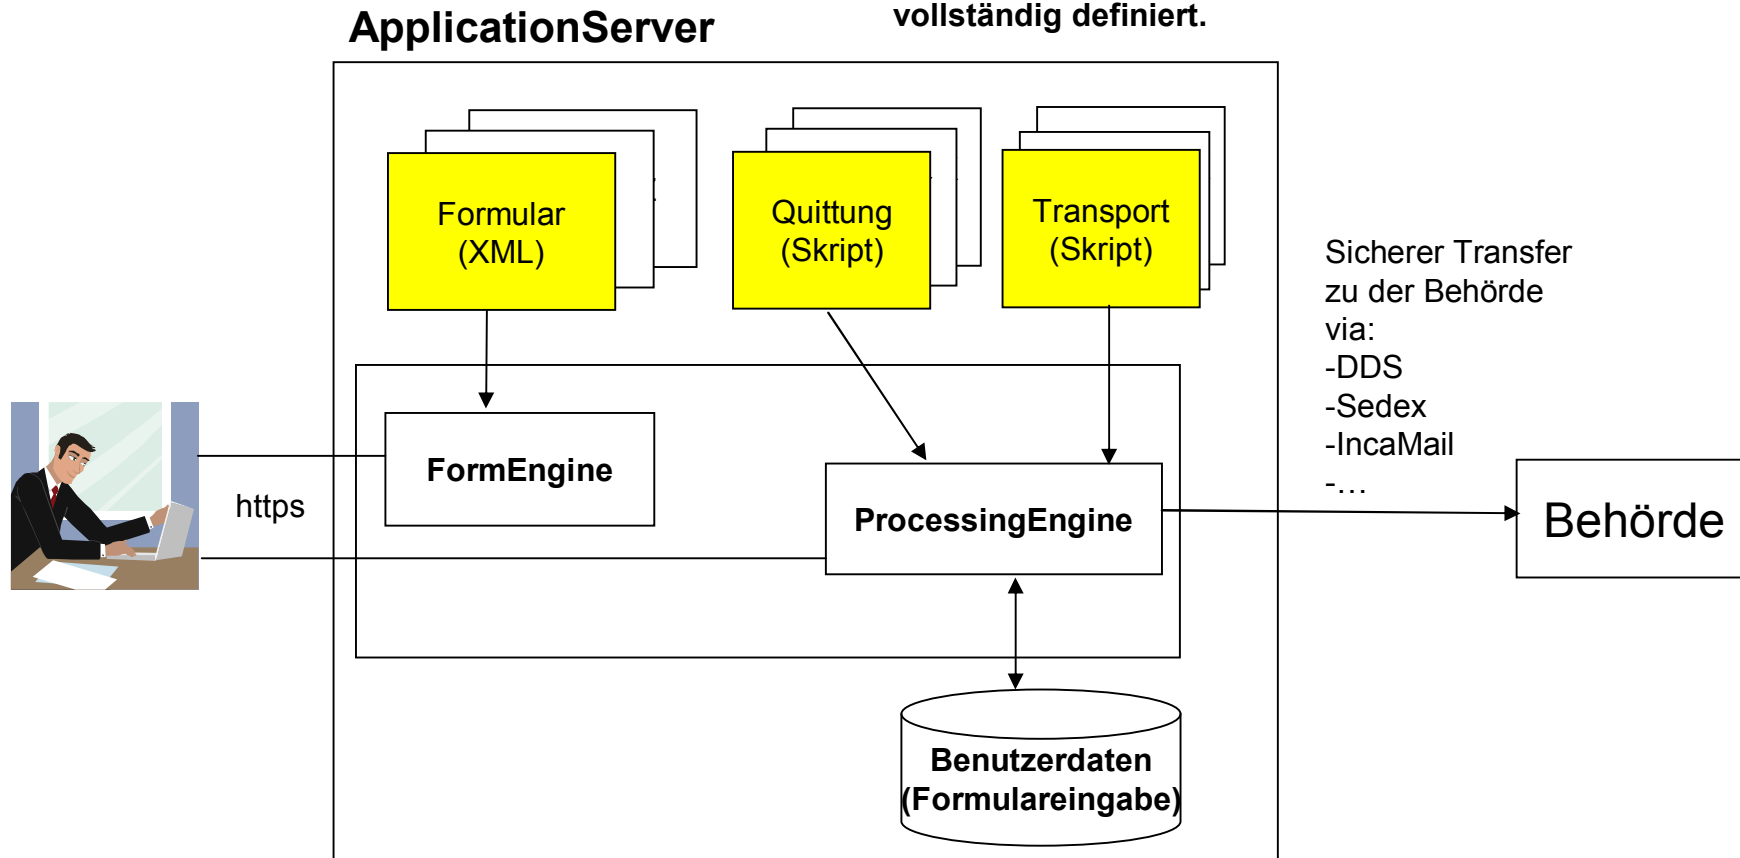 vollständig definiert.
ApplicationServer
Formular
(XML)
Quittung
(Skript)
Transport
(Skript)
Sicherer Transfer
zu der Behörde
via:
-DDS
-Sedex
-IncaMail
-...
FormEngine
https
ProcessingEngine
Behörde
Benutzerdaten
(Formulareingabe)